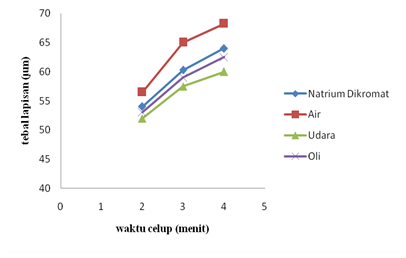 70
65
60
55
50
45
40
0 1 2 3 4 5
tebal lapisan (µm)
waktu celup (menit)
Natrium Dikromat
Air
Udara
Oli